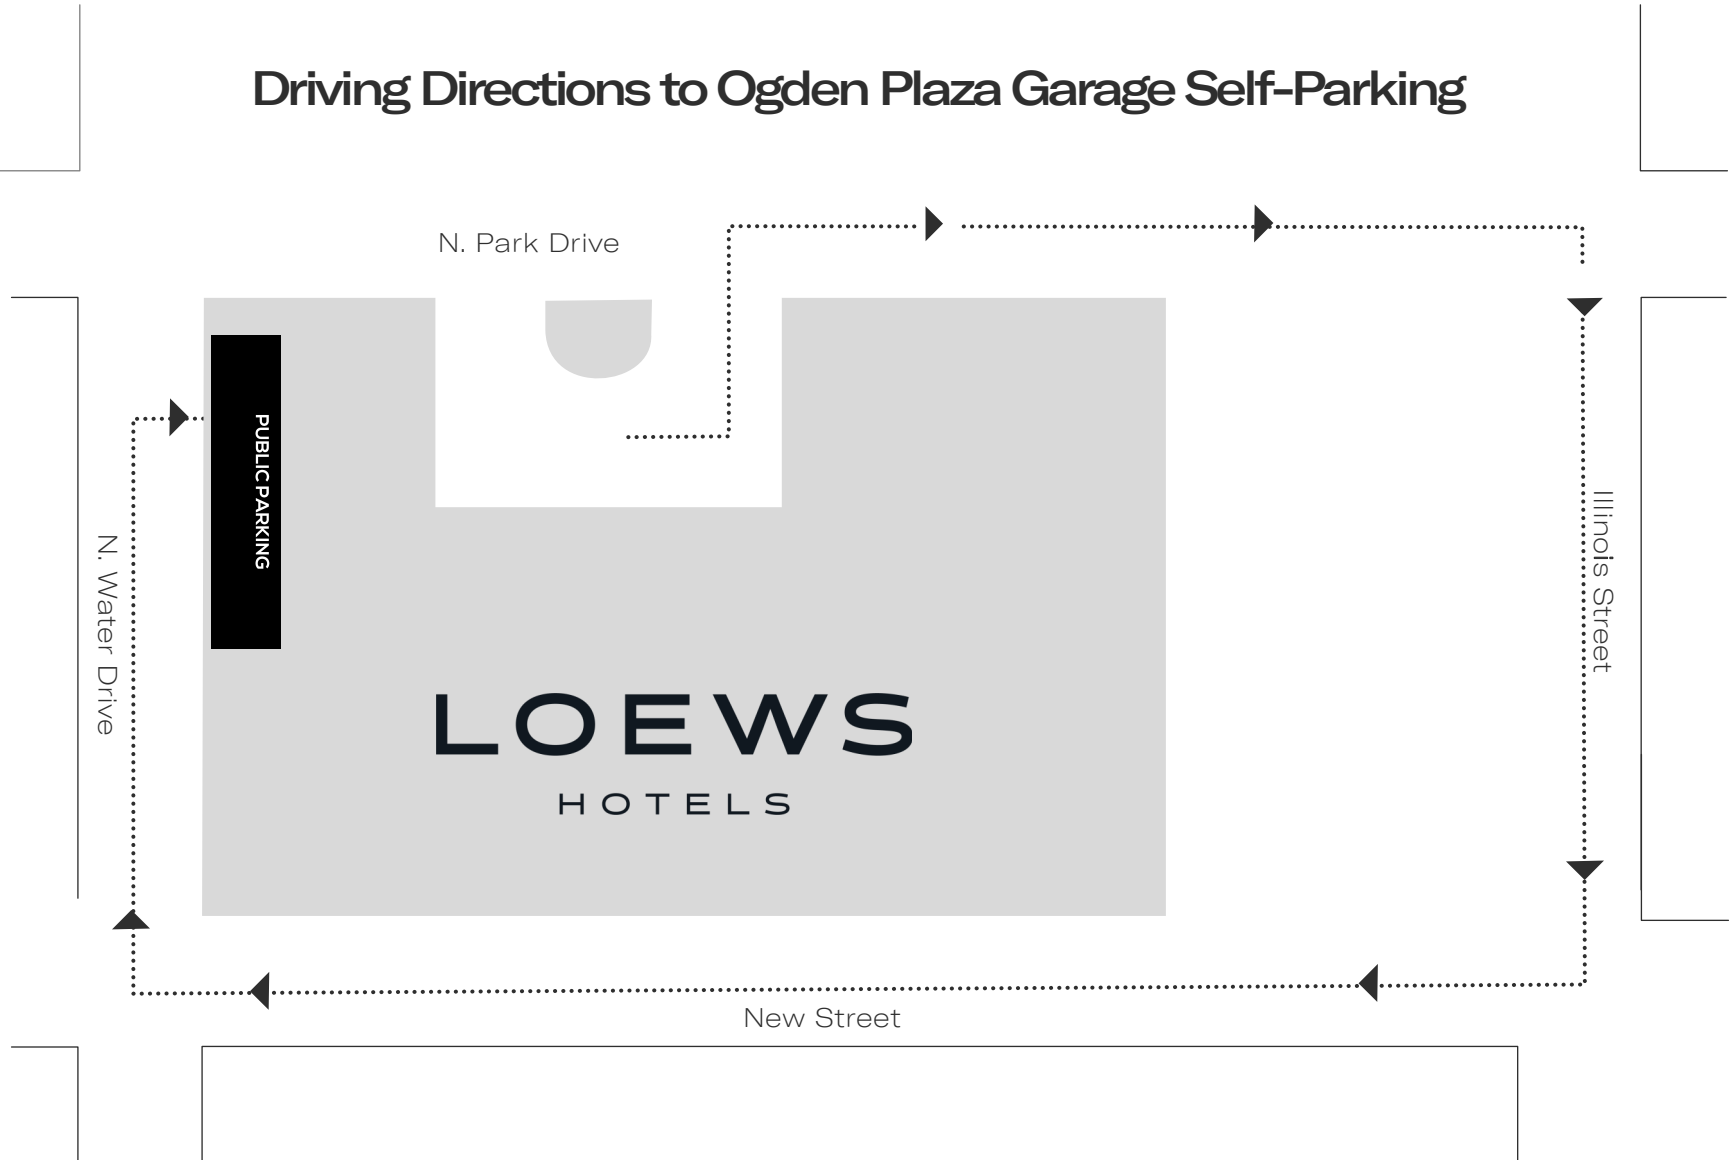 Driving Directions to Ogden Plaza Garage Self-Parking
N. Park Drive
PUBLIC PARKING
N. Water Drive
Illinois Street
LOEWS
HOTELS
New Street